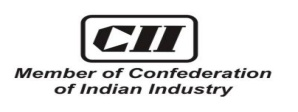 CII
Member of Confederation
of Indian Industry